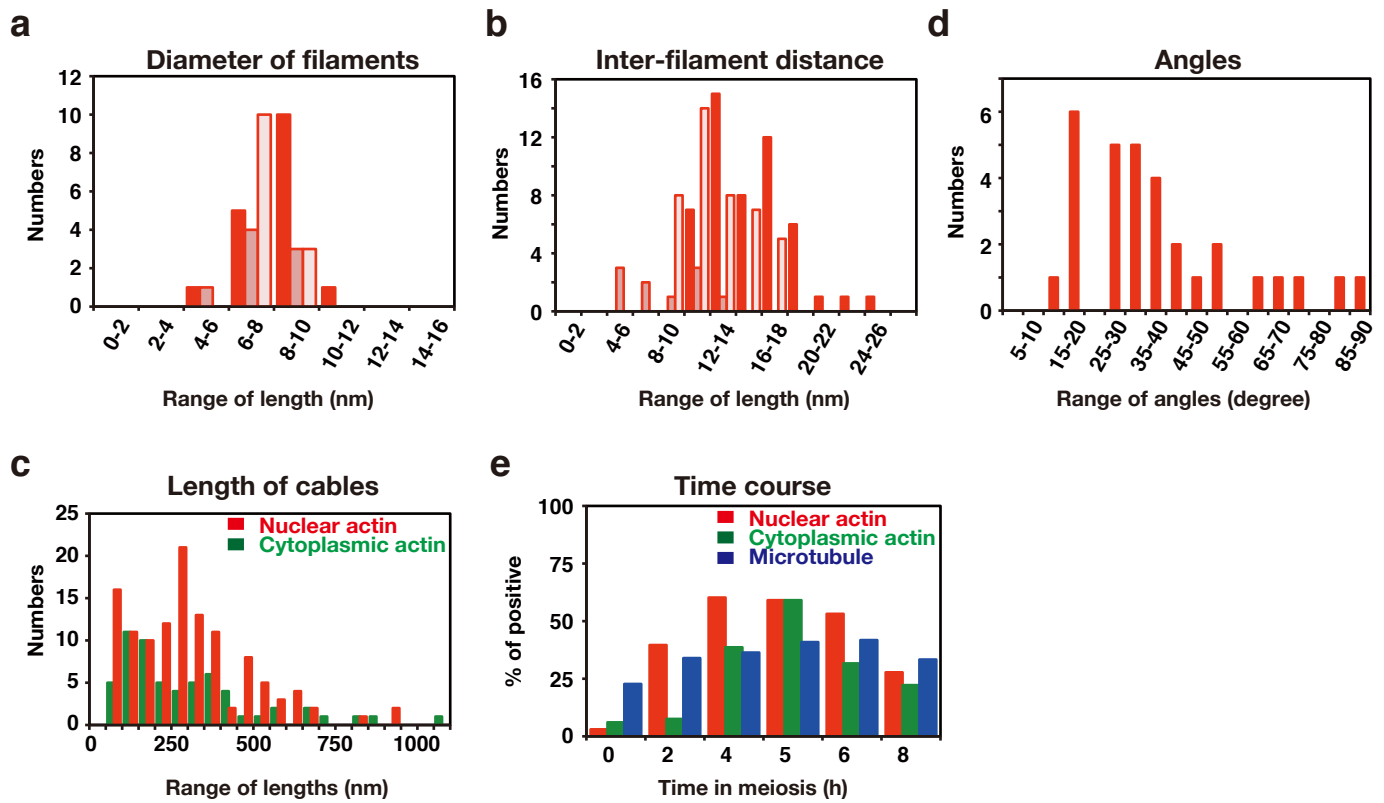 a
Diameter of filaments
12
10
8
6
4
2
0
Numbers
0-2
2-4
4-6
6-8
8-10
10-12
12-14
14-16
Range of length (nm)
b
Inter-filament distance
16
12
8
4
0
Numbers
0-2
4-6
8-10
12-14
16-18
20-22
24-26
Range of length (nm)
d
Angles
6
4
2
0
Numbers
5-10
15-20
25-30
35-40
45-50
55-60
65-70
75-80
85-90
Range of angles (degree)
c
Length of cables
Nuclear actin
Cytoplasmic actin
25
20
15
10
5
0
Numbers
0
250
500
750
1000
Range of lengths (nm)
e
Time course
Nuclear actin
Cytoplasmic actin
Microtubule
100
75
50
25
0
% of positive
0
2
4
5
6
8
Time in meiosis (h)